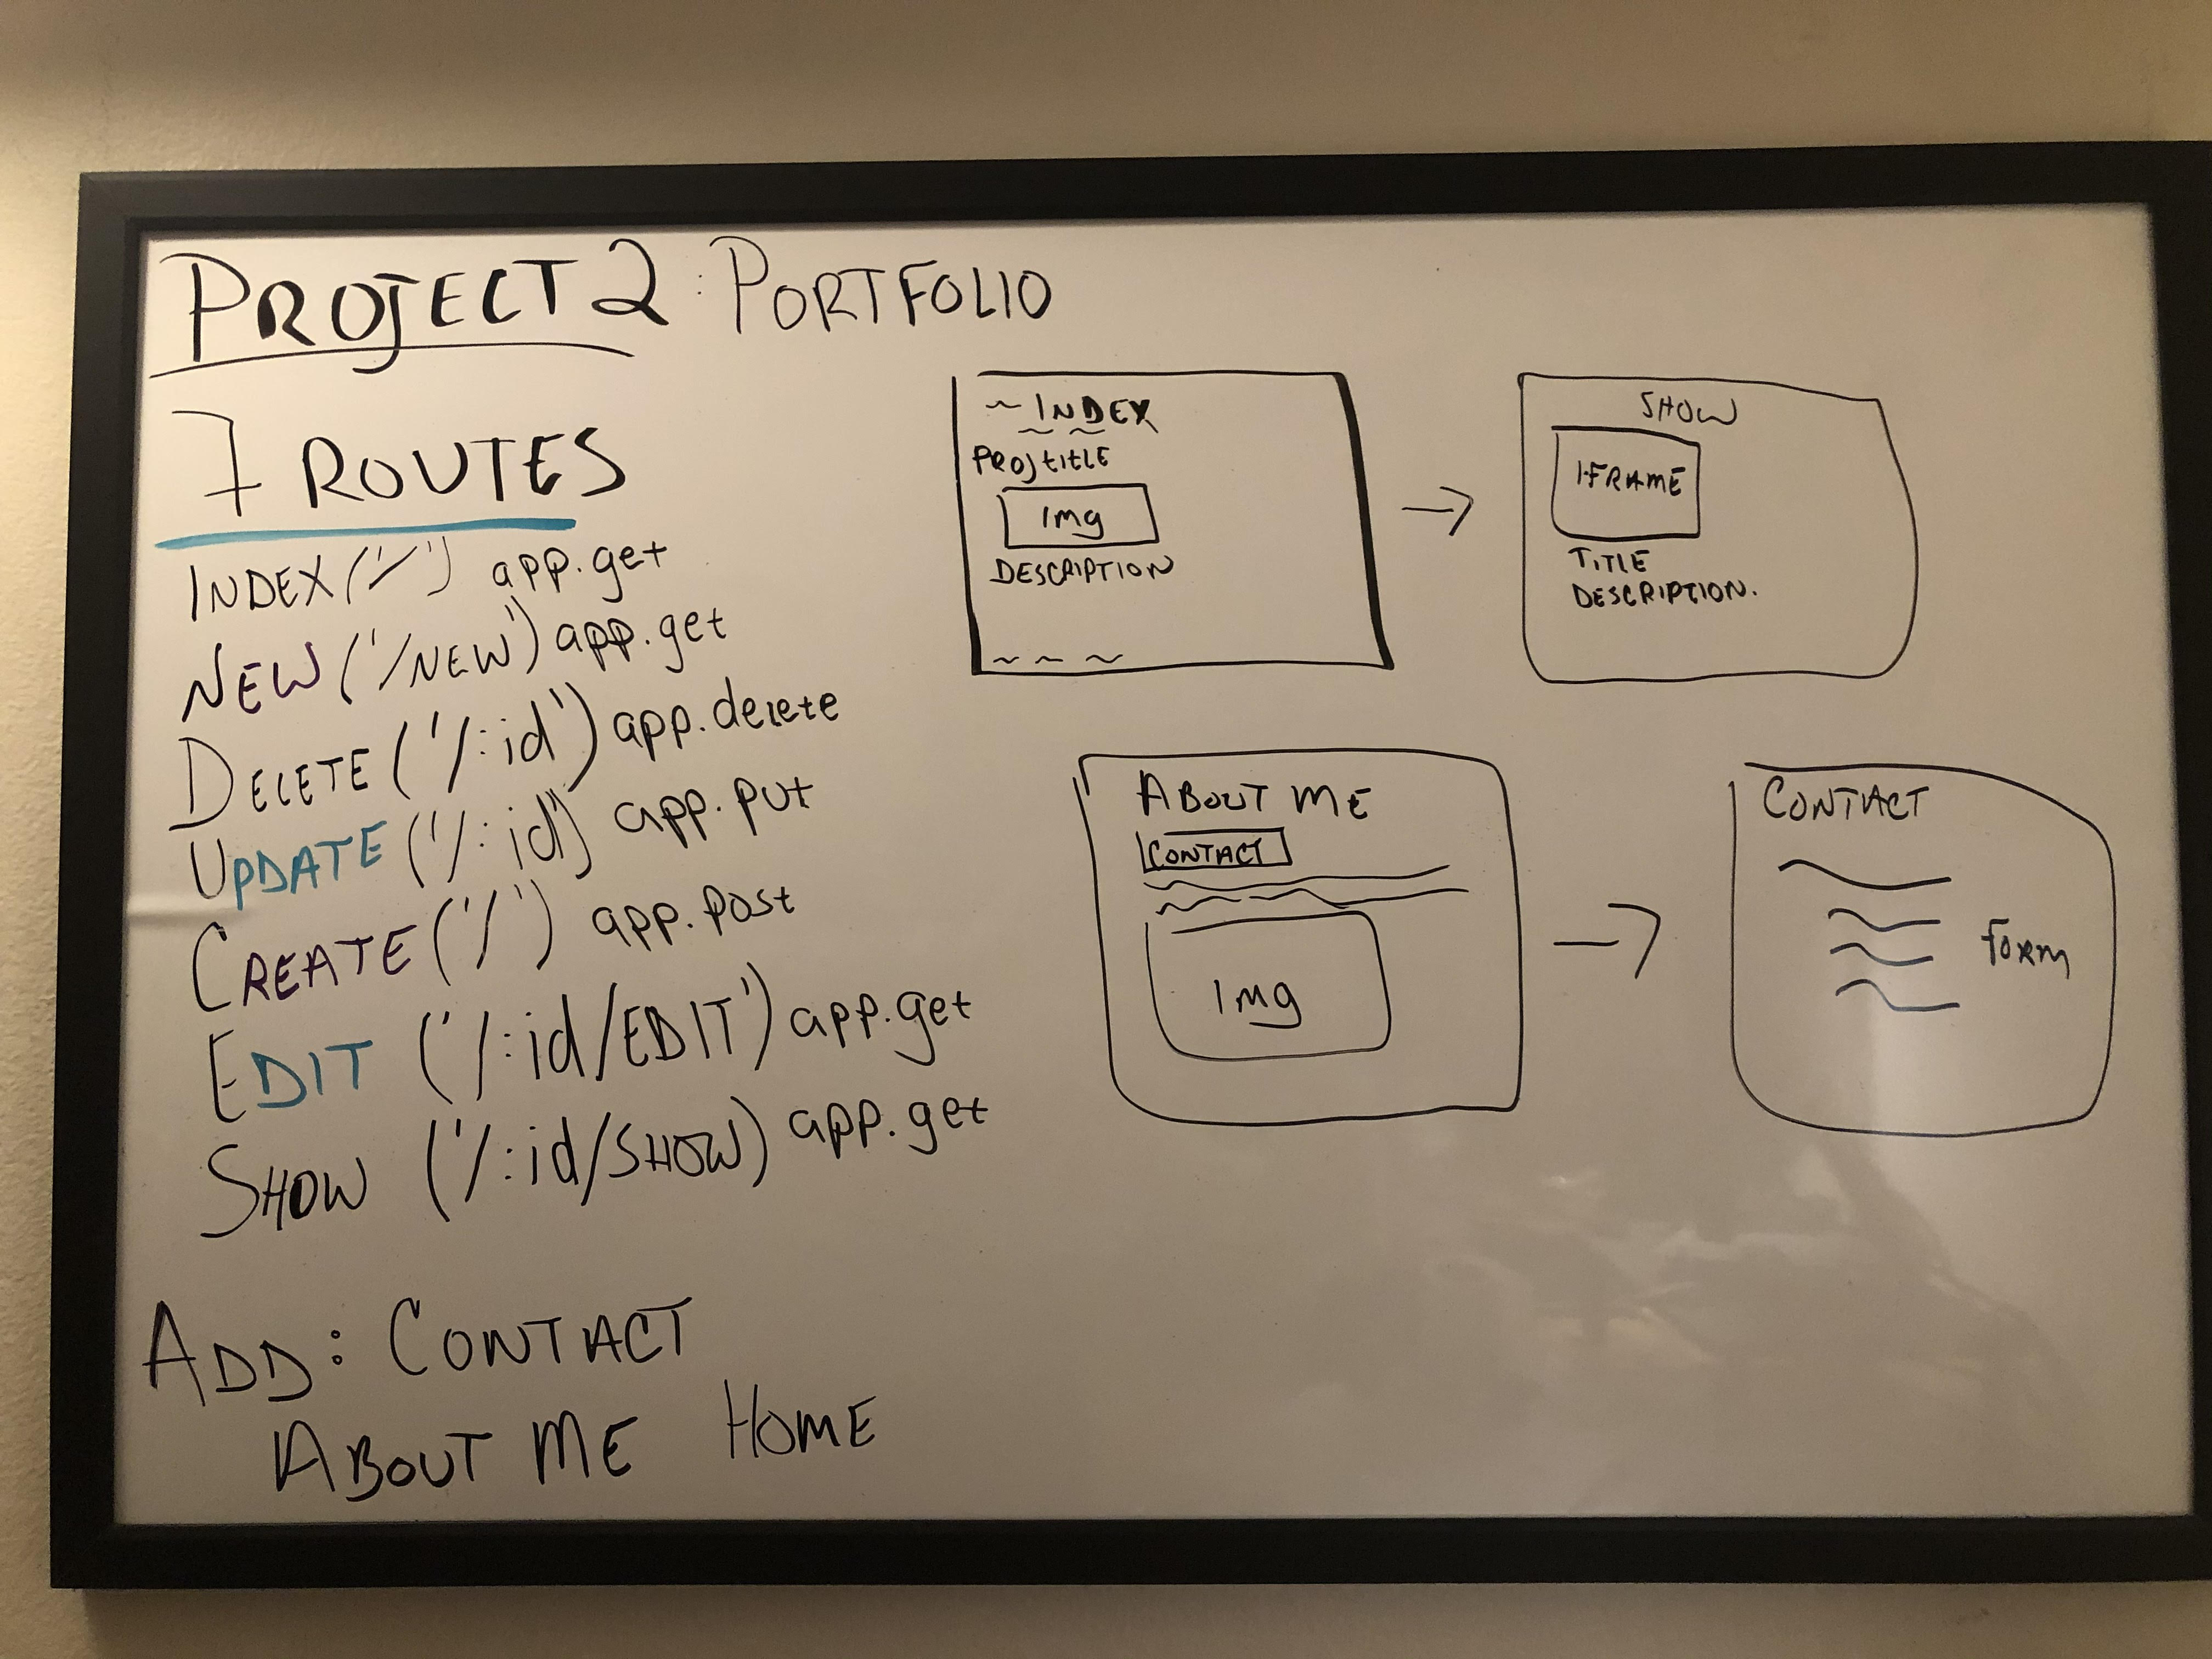 PROJECT 2 : PORTFOLIO
7 ROUTES
INDEX ('/') app.get
NEW ('/NEW') app.get
DELETE ('/:id') app.delete
UPDATE ('/:id') app.put
CREATE ('/') app.post
EDIT ('/:id/EDIT') app.get
SHOW ('/:id/SHOW) app.get
ADD: CONTACT
ABOUT ME HOME
~ INDEX
PROJ TITLE
Img
DESCRIPTION
SHOW
IFRAME
TITLE
DESCRIPTION.
ABOUT ME
CONTACT
Img
CONTACT
form